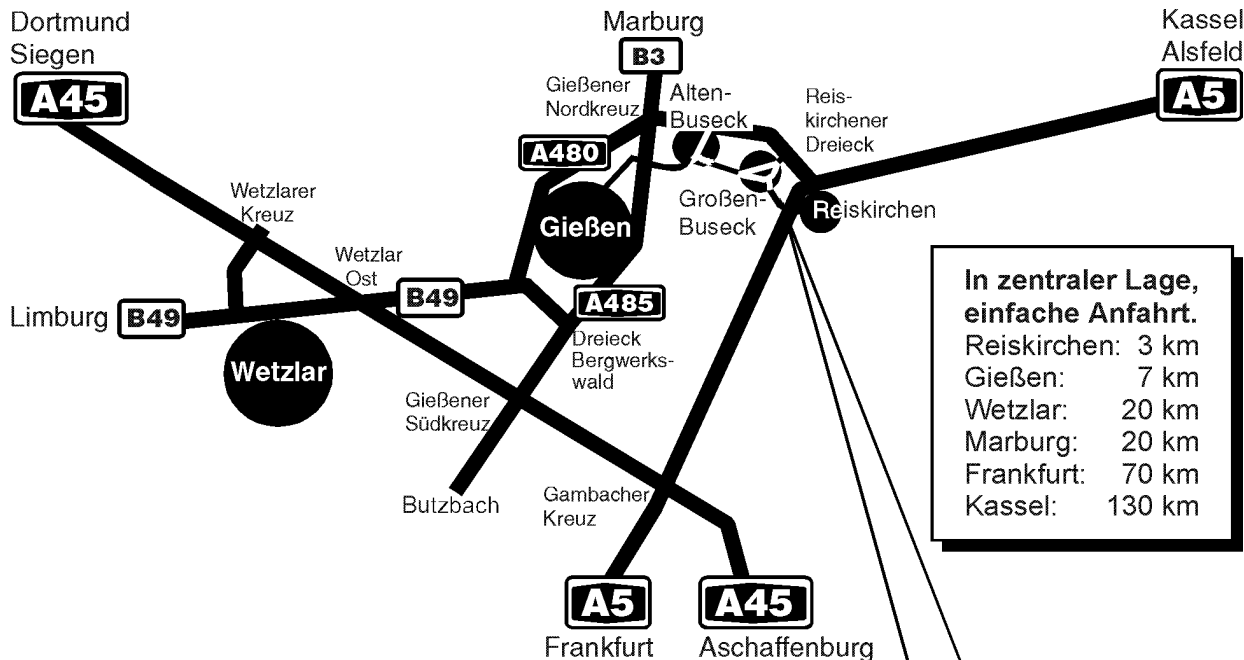 Dortmund
Siegen
A45
Marburg
B3
Kassel
Alsfeld
A5
Gießener
Nordkreuz
Alten-
Buseck
Reis-
kirchener
Dreieck
A480
Wetzlarer
Kreuz
Gießen
Großen-
Buseck
Reiskirchen
Wetzlar
Ost
Limburg
B49
B49
A485
Wetzlar
Dreieck
Bergwerks-
wald
Gießener
Südkreuz
Butzbach
Gambacher
Kreuz
A5
Frankfurt
A45
Aschaffenburg
In zentraler Lage,
einfache Anfahrt.
Reiskirchen: 3 km
Gießen: 7 km
Wetzlar: 20 km
Marburg: 20 km
Frankfurt: 70 km
Kassel: 130 km